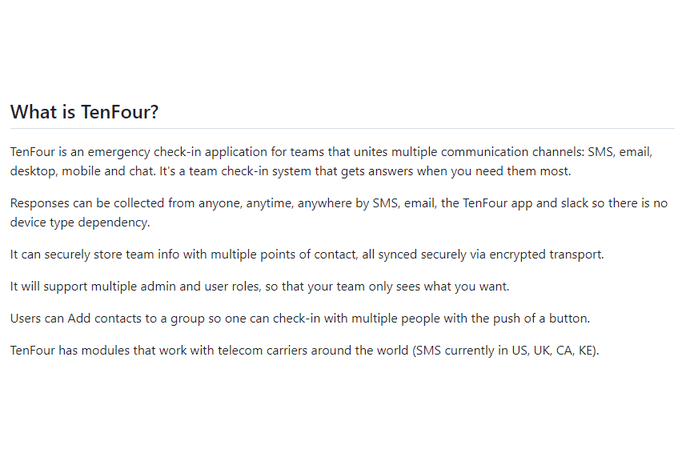 What is TenFour?
TenFour is an emergency check-in application for teams that unites multiple communication channels: SMS, email,
desktop, mobile and chat. It's a team check-in system that gets answers when you need them most.
Responses can be collected from anyone, anytime, anywhere by SMS, email, the TenFour app and slack so there is no
device type dependency.
It can securely store team info with multiple points of contact, all synced securely via encrypted transport.
It will support multiple admin and user roles, so that your team only sees what you want.
Users can Add contacts to a group so one can check-in with multiple people with the push of a button.
TenFour has modules that work with telecom carriers around the world (SMS currently in US, UK, CA, KE).